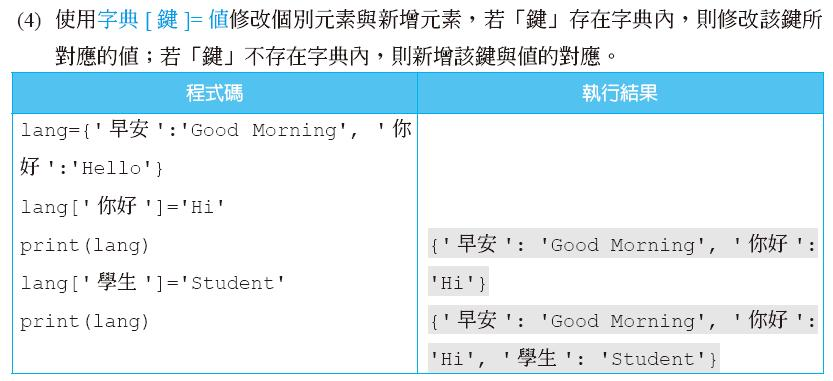 (4) 使用字典 [ 鍵 ]= 值修改個別元素與新增元素，若「鍵」存在字典內，則修改該鍵所
對應的值；若「鍵」不存在字典內，則新增該鍵與值的對應。
程式碼
執行結果
lang={'早安':'Good Morning', '你
好':'Hello'}
lang['你好']='Hi'
print(lang)
lang['學生']='Student'
print(lang)
{'早安': 'Good Morning', '你好':
'Hi'}
{'早安': 'Good Morning', '你好':
'Hi', '學生': 'Student'}